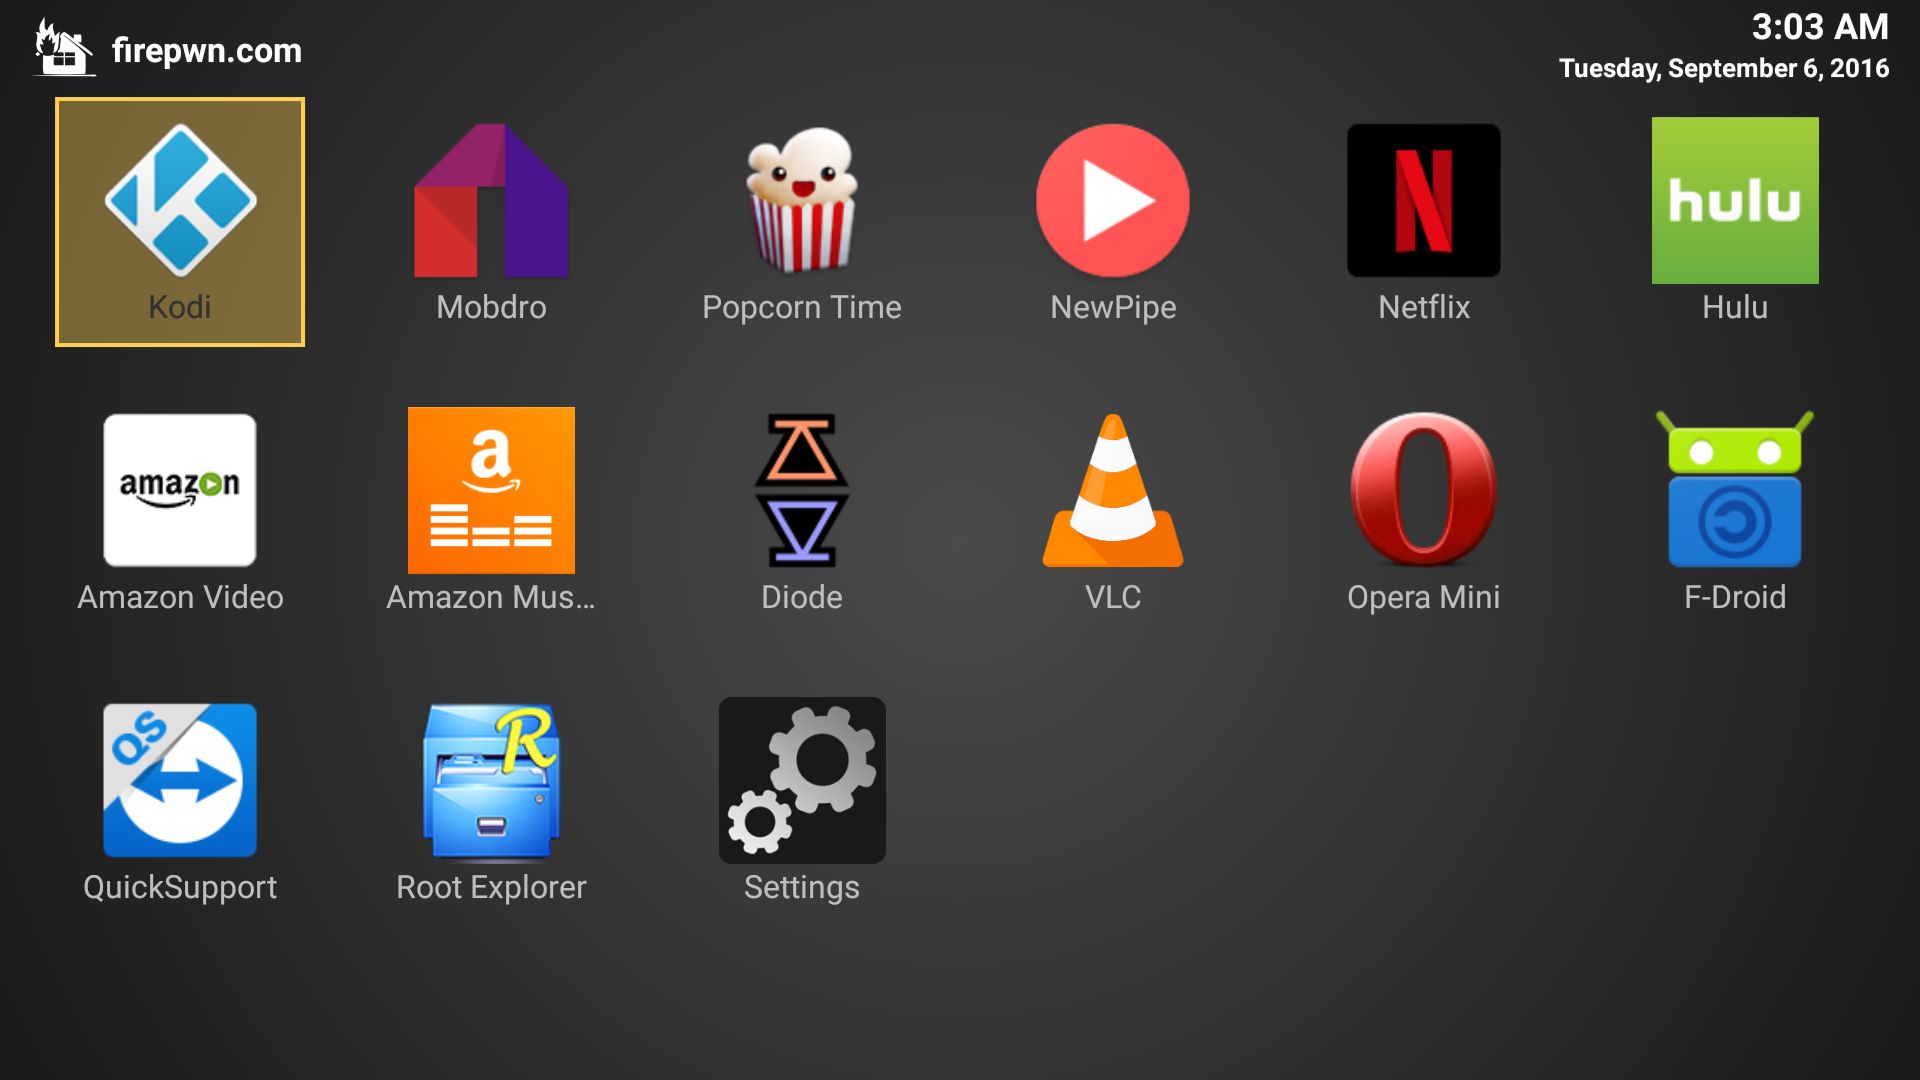 firepwn.com
3:03 AM
Tuesday, September 6, 2016
Kodi
Mobdro
Popcorn Time
NewPipe
N
Netflix
hulu
Hulu
amazon
Amazon Video
a
Amazon Mus...
Diode
VLC
O
Opera Mini
F-Droid
QS
QuickSupport
R
Root Explorer
Settings